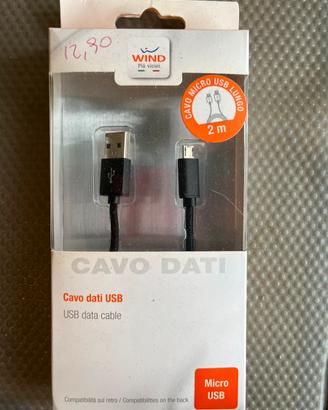 12,90
WIND
Più vicini.
CAVO MICRO USB LUNGO
2 m
CAVO DATI
Cavo dati USB
USB data cable
Micro
USB
Compatibilità sul retro / Compatibilities on the back